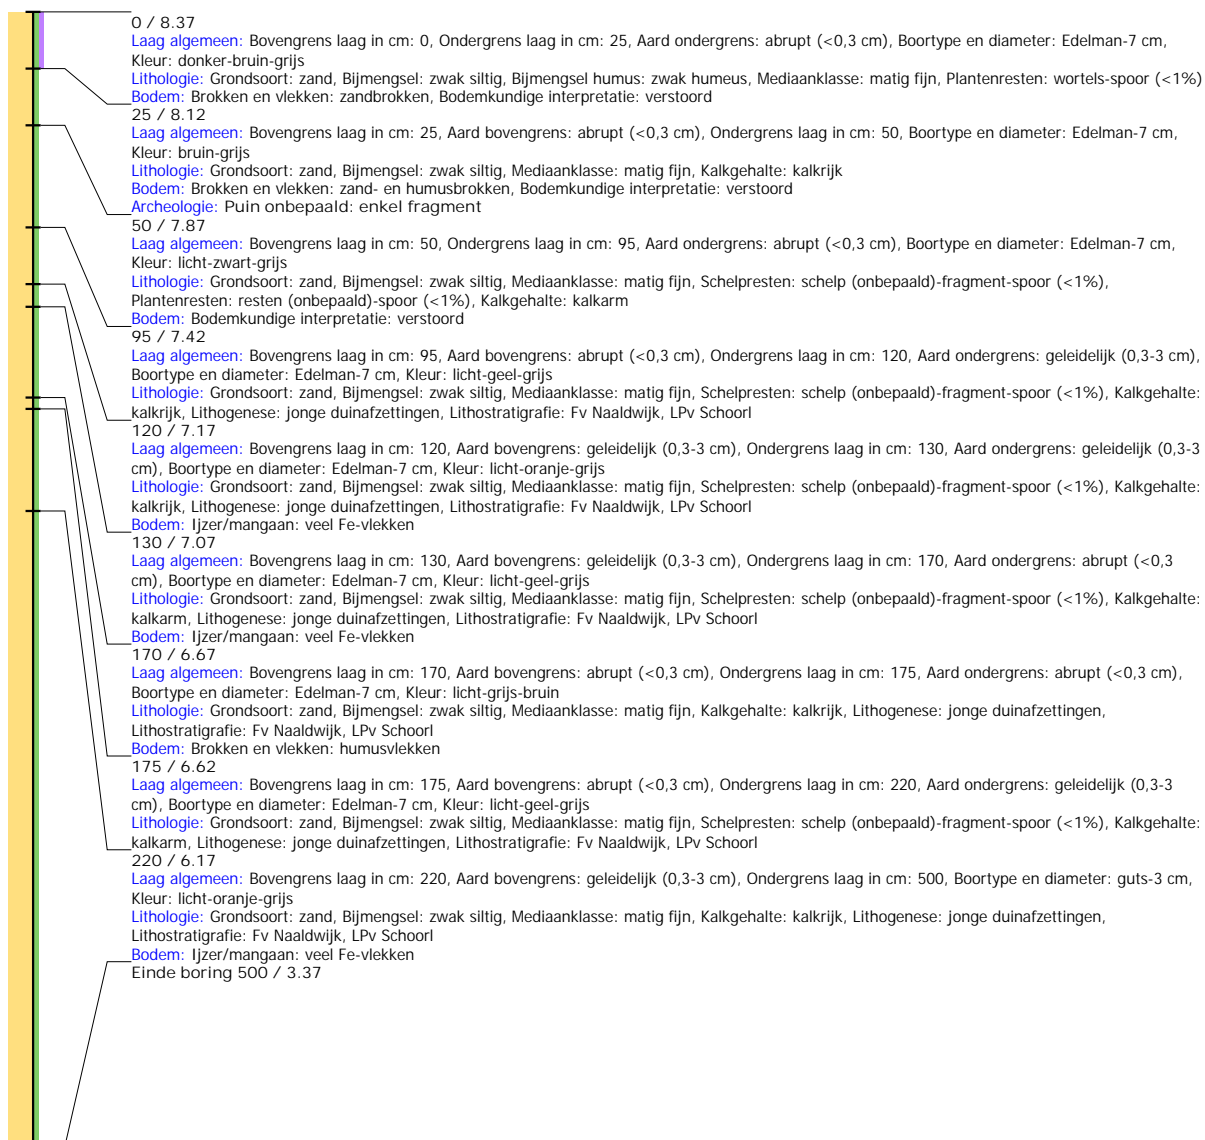 0 / 8.37
Laag algemeen: Bovengrens laag in cm: 0, Ondergrens laag in cm: 25, Aard ondergrens: abrupt (<0,3 cm), Boortype en diameter: Edelman-7 cm,
Kleur: donker-bruin-grijs
Lithologie: Grondsoort: zand, Bijmengsel: zwak siltig, Bijmengsel humus: zwak humeus, Mediaanklasse: matig fijn, Plantenresten: wortels-spoor (<1%)
Bodem: Brokken en vlekken: zandbrokken, Bodemkundige interpretatie: verstoord
25 / 8.12
Laag algemeen: Bovengrens laag in cm: 25, Aard bovengrens: abrupt (<0,3 cm), Ondergrens laag in cm: 50, Boortype en diameter: Edelman-7 cm,
Kleur: bruin-grijs
Lithologie: Grondsoort: zand, Bijmengsel: zwak siltig, Mediaanklasse: matig fijn, Kalkgehalte: kalkrijk
Bodem: Brokken en vlekken: zand- en humusbrokken, Bodemkundige interpretatie: verstoord
Archeologie: Puin onbepaald: enkel fragment
50 / 7.87
Laag algemeen: Bovengrens laag in cm: 50, Ondergrens laag in cm: 95, Aard ondergrens: abrupt (<0,3 cm), Boortype en diameter: Edelman-7 cm,
Kleur: licht-zwart-grijs
Lithologie: Grondsoort: zand, Bijmengsel: zwak siltig, Mediaanklasse: matig fijn, Schelpresten: schelp (onbepaald)-fragment-spoor (<1%),
Plantenresten: resten (onbepaald)-spoor (<1%), Kalkgehalte: kalkarm
Bodem: Bodemkundige interpretatie: verstoord
95 / 7.42
Laag algemeen: Bovengrens laag in cm: 95, Aard bovengrens: abrupt (<0,3 cm), Ondergrens laag in cm: 120, Aard ondergrens: geleidelijk (0,3-3 cm),
Boortype en diameter: Edelman-7 cm, Kleur: licht-geel-grijs
Lithologie: Grondsoort: zand, Bijmengsel: zwak siltig, Mediaanklasse: matig fijn, Schelpresten: schelp (onbepaald)-fragment-spoor (<1%), Kalkgehalte:
kalkrijk, Lithogenese: jonge duinafzettingen, Lithostratigrafie: Fv Naaldwijk, LPv Schoorl
120 / 7.17
Laag algemeen: Bovengrens laag in cm: 120, Aard bovengrens: geleidelijk (0,3-3 cm), Ondergrens laag in cm: 130, Aard ondergrens: geleidelijk (0,3-3
cm), Boortype en diameter: Edelman-7 cm, Kleur: licht-oranje-grijs
Lithologie: Grondsoort: zand, Bijmengsel: zwak siltig, Mediaanklasse: matig fijn, Schelpresten: schelp (onbepaald)-fragment-spoor (<1%), Kalkgehalte:
kalkrijk, Lithogenese: jonge duinafzettingen, Lithostratigrafie: Fv Naaldwijk, LPv Schoorl
Bodem: Ijzer/mangaan: veel Fe-vlekken
130 / 7.07
Laag algemeen: Bovengrens laag in cm: 130, Aard bovengrens: geleidelijk (0,3-3 cm), Ondergrens laag in cm: 170, Aard ondergrens: abrupt (<0,3
cm), Boortype en diameter: Edelman-7 cm, Kleur: licht-geel-grijs
Lithologie: Grondsoort: zand, Bijmengsel: zwak siltig, Mediaanklasse: matig fijn, Schelpresten: schelp (onbepaald)-fragment-spoor (<1%), Kalkgehalte:
kalkarm, Lithogenese: jonge duinafzettingen, Lithostratigrafie: Fv Naaldwijk, LPv Schoorl
Bodem: Ijzer/mangaan: veel Fe-vlekken
170 / 6.67
Laag algemeen: Bovengrens laag in cm: 170, Aard bovengrens: abrupt (<0,3 cm), Ondergrens laag in cm: 175, Aard ondergrens: abrupt (<0,3 cm),
Boortype en diameter: Edelman-7 cm, Kleur: licht-grijs-bruin
Lithologie: Grondsoort: zand, Bijmengsel: zwak siltig, Mediaanklasse: matig fijn, Kalkgehalte: kalkrijk, Lithogenese: jonge duinafzettingen,
Lithostratigrafie: Fv Naaldwijk, LPv Schoorl
Bodem: Brokken en vlekken: humusvlekken
175 / 6.62
Laag algemeen: Bovengrens laag in cm: 175, Aard bovengrens: abrupt (<0,3 cm), Ondergrens laag in cm: 220, Aard ondergrens: geleidelijk (0,3-3
cm), Boortype en diameter: Edelman-7 cm, Kleur: licht-geel-grijs
Lithologie: Grondsoort: zand, Bijmengsel: zwak siltig, Mediaanklasse: matig fijn, Schelpresten: schelp (onbepaald)-fragment-spoor (<1%), Kalkgehalte:
kalkarm, Lithogenese: jonge duinafzettingen, Lithostratigrafie: Fv Naaldwijk, LPv Schoorl
220 / 6.17
Laag algemeen: Bovengrens laag in cm: 220, Aard bovengrens: geleidelijk (0,3-3 cm), Ondergrens laag in cm: 500, Boortype en diameter: guts-3 cm,
Kleur: licht-oranje-grijs
Lithologie: Grondsoort: zand, Bijmengsel: zwak siltig, Mediaanklasse: matig fijn, Kalkgehalte: kalkrijk, Lithogenese: jonge duinafzettingen,
Lithostratigrafie: Fv Naaldwijk, LPv Schoorl
Bodem: Ijzer/mangaan: veel Fe-vlekken
Einde boring 500 / 3.37